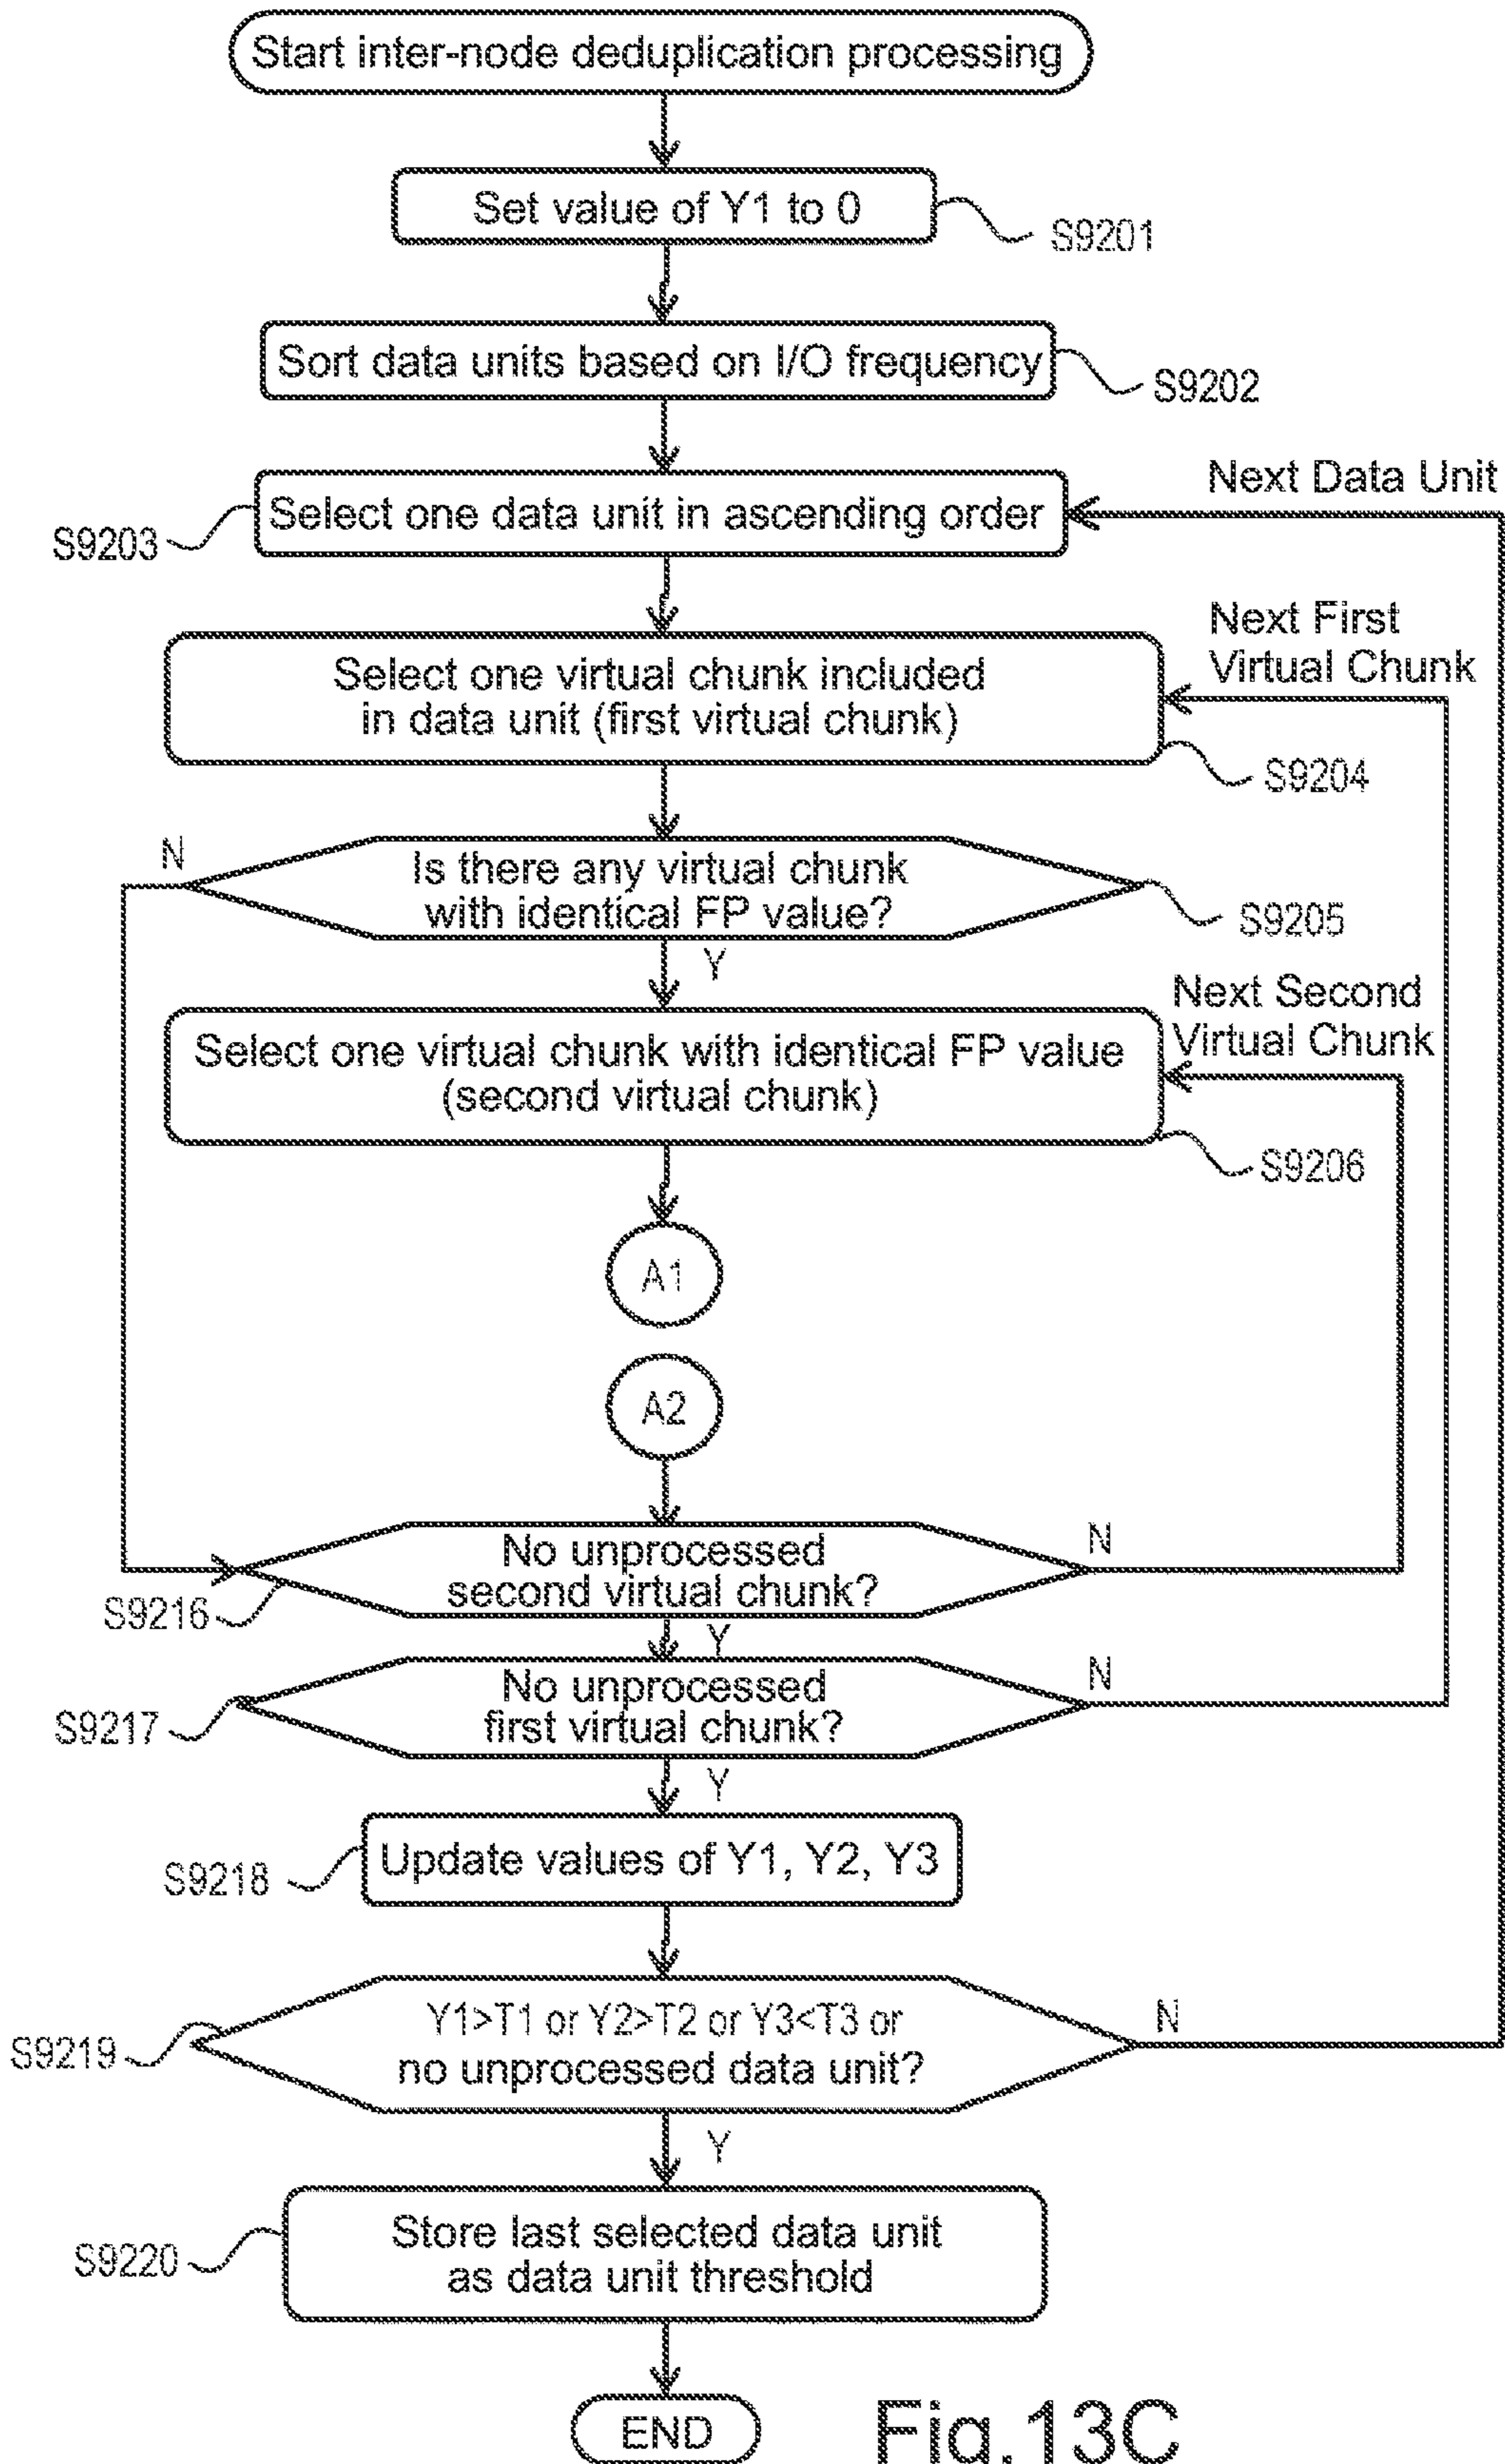 Start inter-node deduplication processing
Set value of Y1 to 0
S9201
Sort data units based on I/O frequency
S9202
Next Data Unit
Select one data unit in ascending order
S9203
Next First
Virtual Chunk
Select one virtual chunk included
in data unit (first virtual chunk)
S9204
N
Is there any virtual chunk
with identical FP value?
S9205
Y
Next Second
Virtual Chunk
Select one virtual chunk with identical FP value
(second virtual chunk)
S9206
A1
A2
No unprocessed
second virtual chunk?
N
S9216
Y
No unprocessed
first virtual chunk?
N
S9217
Y
Update values of Y1, Y2, Y3
S9218
Y1>T1 or Y2>T2 or Y3<T3 or
no unprocessed data unit?
N
S9219
Y
Store last selected data unit
as data unit threshold
S9220
END
Fig.13C